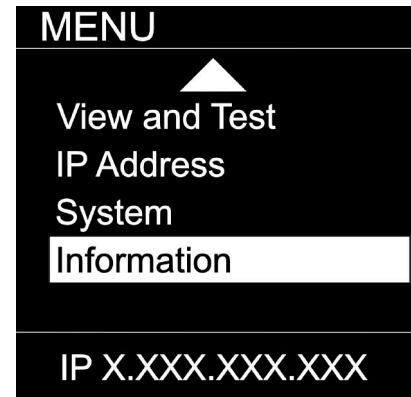 MENU
View and Test
IP Address
System
Information
IP X.XXX.XXX.XXX